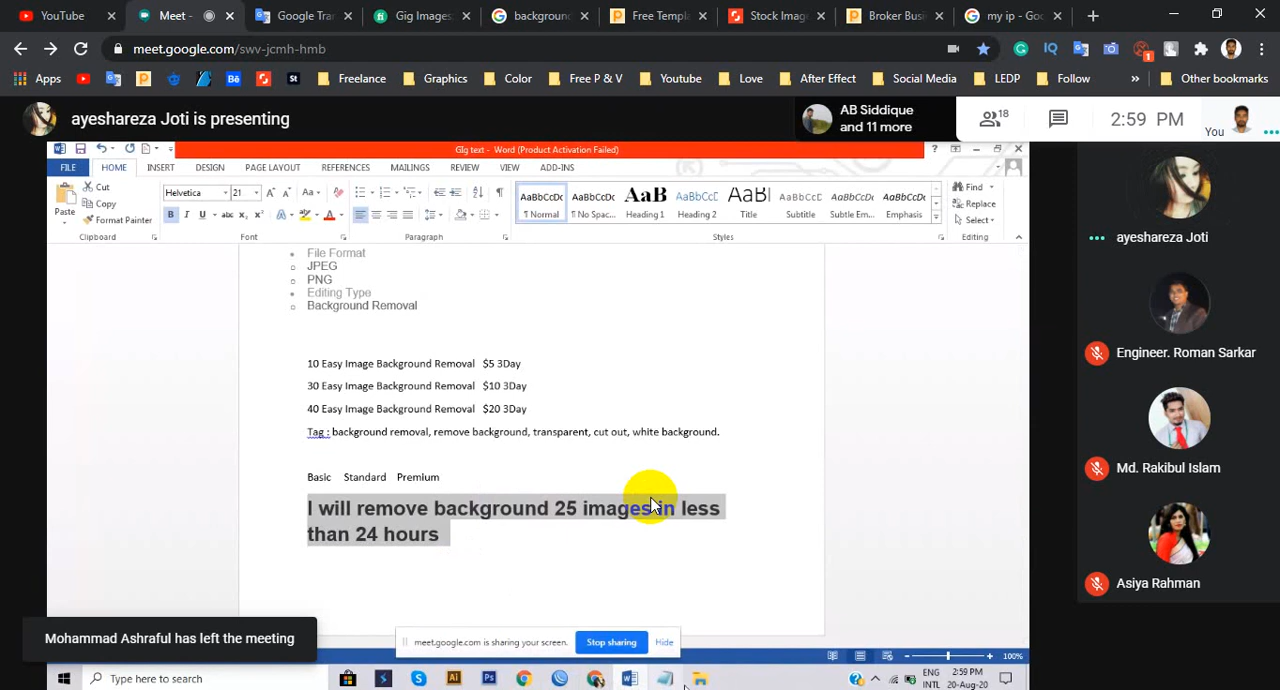 YouTube
Meet -
Google Tran
Gig Images:
background
Free Templa
Stock Image
Broker Busi
my ip - Goo
meet.google.com/swv-jcmh-hmb
Apps
Freelance
Graphics
Color
Free P & V
Youtube
Love
After Effect
Social Media
LEDP
Follow
Other bookmarks
ayeshareza Joti is presenting
AB Siddique
and 11 more
18
2:59 PM
You
GIg text - Word (Product Activation Failed)
FILE HOME INSERT DESIGN PAGE LAYOUT REFERENCES MAILINGS REVIEW VIEW ADD-INS
Paste
Cut
Copy
Format Painter
Clipboard
Helvetica 21
Font
Paragraph
AaBbCcDc AaBbCcDc AaB AaBbCcD AaBl AaBbCcD AaBbCcDc AaBbCcDc
¶ Normal ¶ No Spac... Heading 1 Heading 2 Title Subtitle Subtle Em... Emphasis
Styles
Find
Replace
Select
Editing
File Format
JPEG
PNG
Editing Type
Background Removal
10 Easy Image Background Removal $5 3Day
30 Easy Image Background Removal $10 3Day
40 Easy Image Background Removal $20 3Day
Tag : background removal, remove background, transparent, cut out, white background.
Basic Standard Premium
I will remove background 25 images in less
than 24 hours
ayeshareza Joti
Engineer. Roman Sarkar
Md. Rakibul Islam
Asiya Rahman
Mohammad Ashraful has left the meeting
meet.google.com is sharing your screen.
Stop sharing
Hide
100%
Type here to search
ENG
INTL
2:59 PM
20-Aug-20